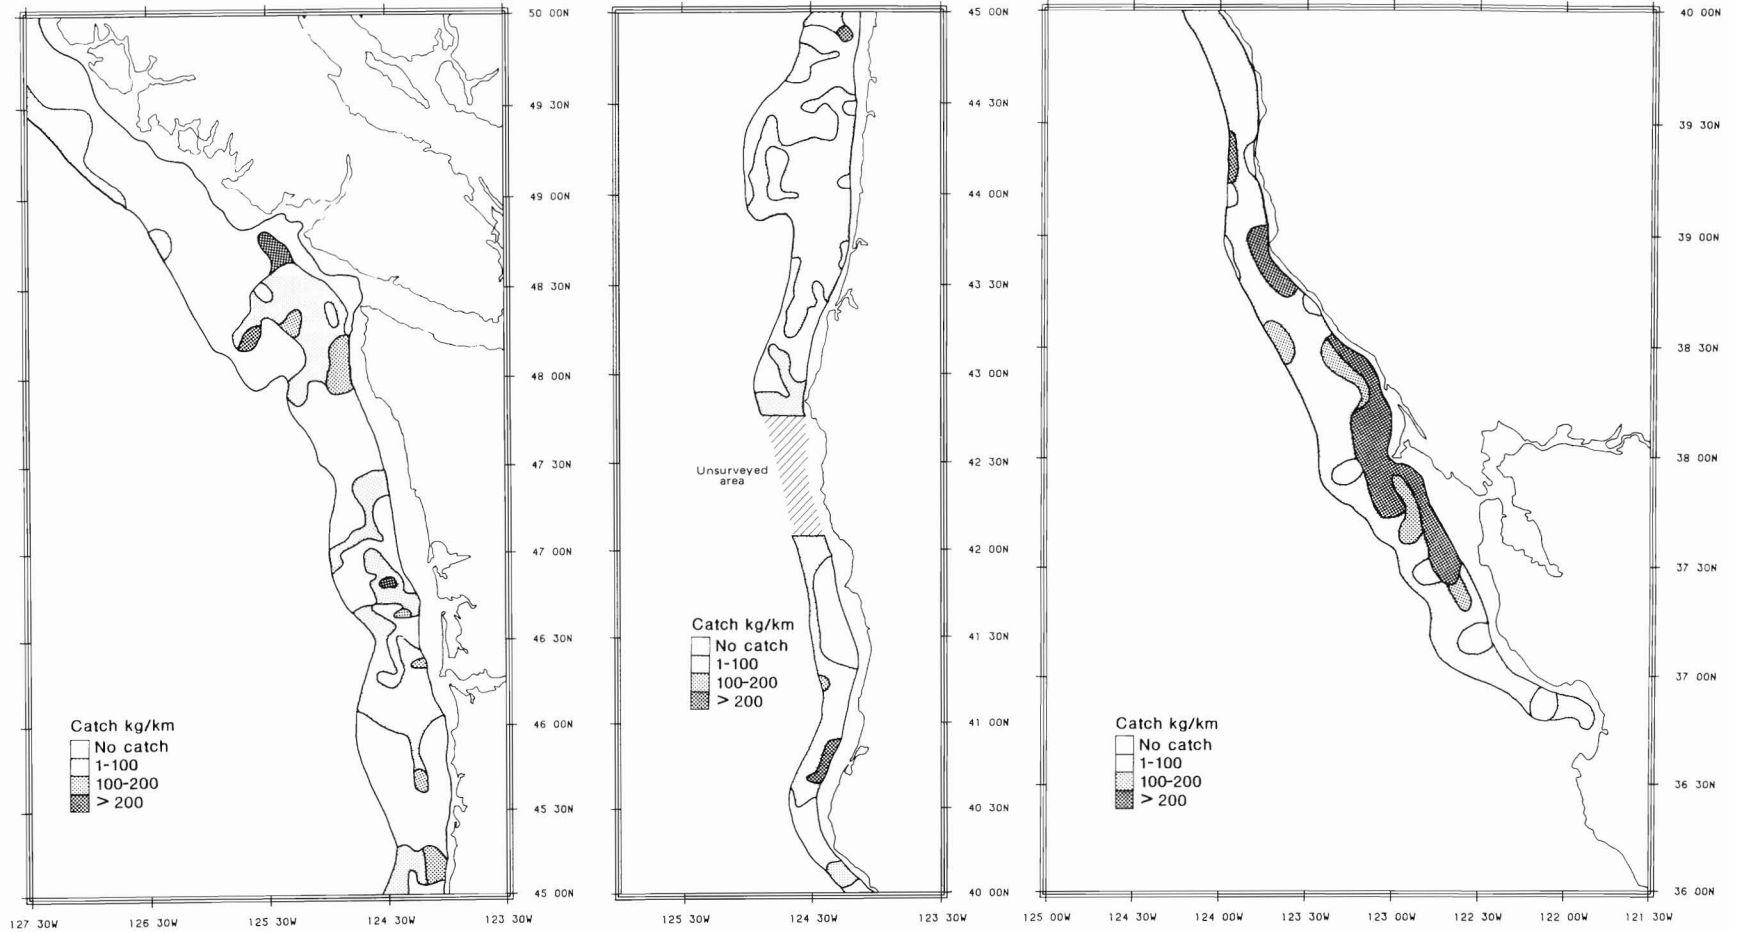 50 00N
49 30N
49 00N
48 30N
48 00N
47 30N
47 00N
46 30N
46 00N
45 30N
45 00N
Catch kg/km
No catch
1-100
100-200
> 200
127 30W
126 30W
125 30W
124 30W
123 30W
45 00N
44 30N
44 00N
43 30N
43 00N
42 30N
42 00N
41 30N
41 00N
40 30N
40 00N
Unsurveyed
area
Catch kg/km
No catch
1-100
100-200
> 200
125 30W
124 30W
123 30W
40 00N
39 30N
39 00N
38 30N
38 00N
37 30N
37 00N
36 30N
36 00N
Catch kg/km
No catch
1-100
100-200
> 200
125 00W
124 30W
124 00W
123 30W
123 00W
122 30W
122 00W
121 30W